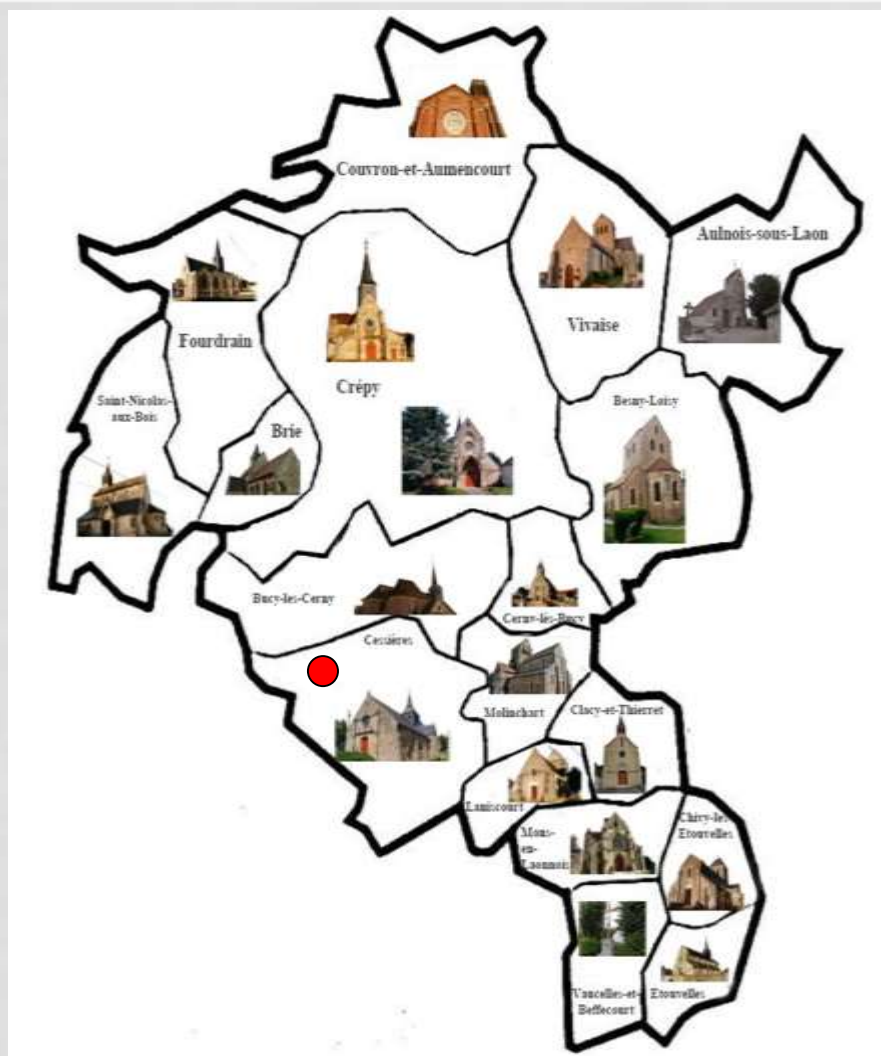 Couvron-et-Aumencourt
Aulnois-sous-Laon
Vivaise
Fourdrain
Crépy
Saint-Nicolas-
aux-Bois
Besny-Loisy
Brie
Bucy-les-Cerny
Cerny-lès-Bucy
Cessières
Molinchart
Clacy-et-Thierret
Laniscourt
Mons-
en-
Laonnois
Chivy-les-
Etouvelles
Vaucelles-et-
Beffecourt
Etouvelles